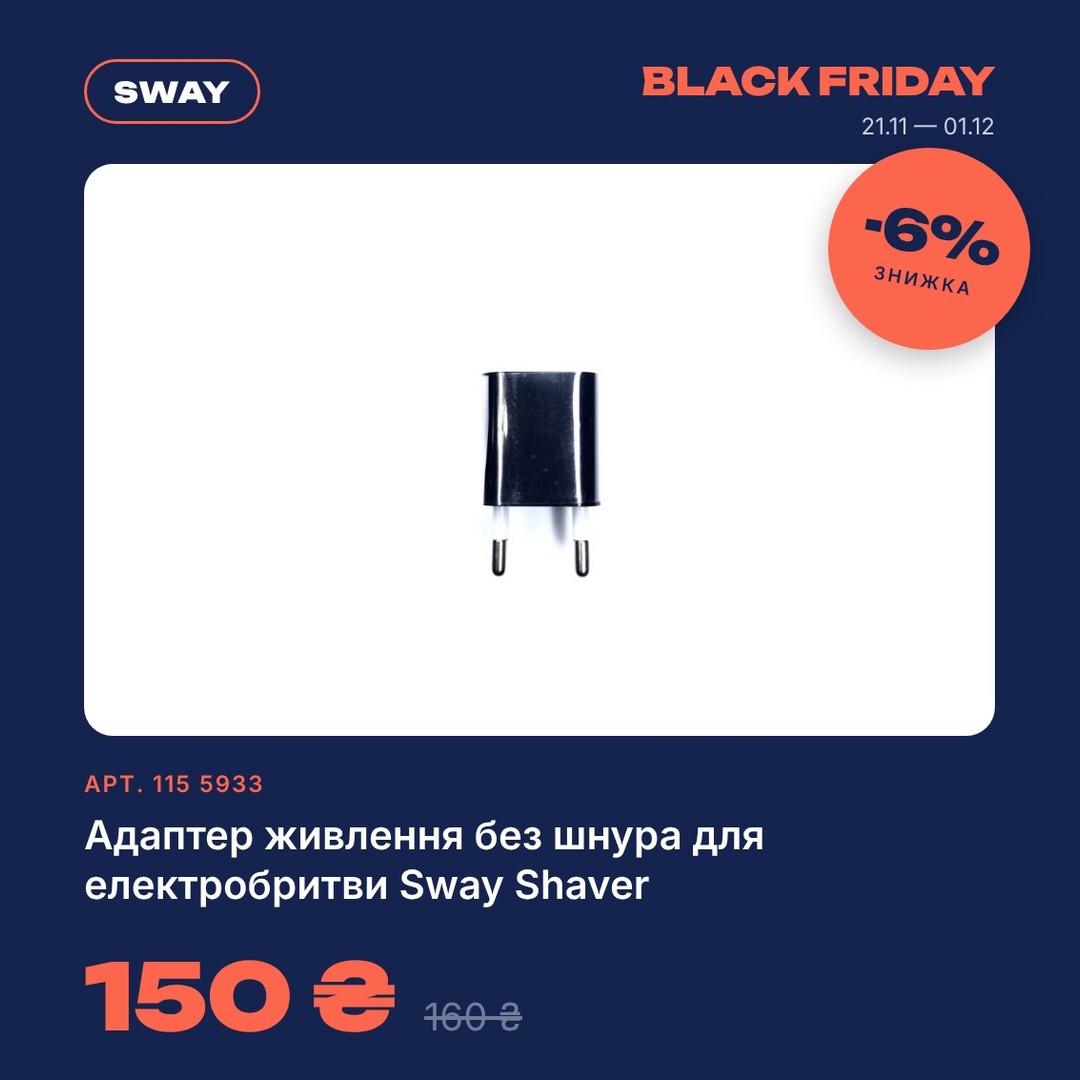 SWAY
BLACK FRIDAY
21.11 — 01.12
-6%
ЗНИЖКА
АРТ. 115 5933
Адаптер живлення без шнура для
електробритви Sway Shaver
150 ₴ 160 ₴